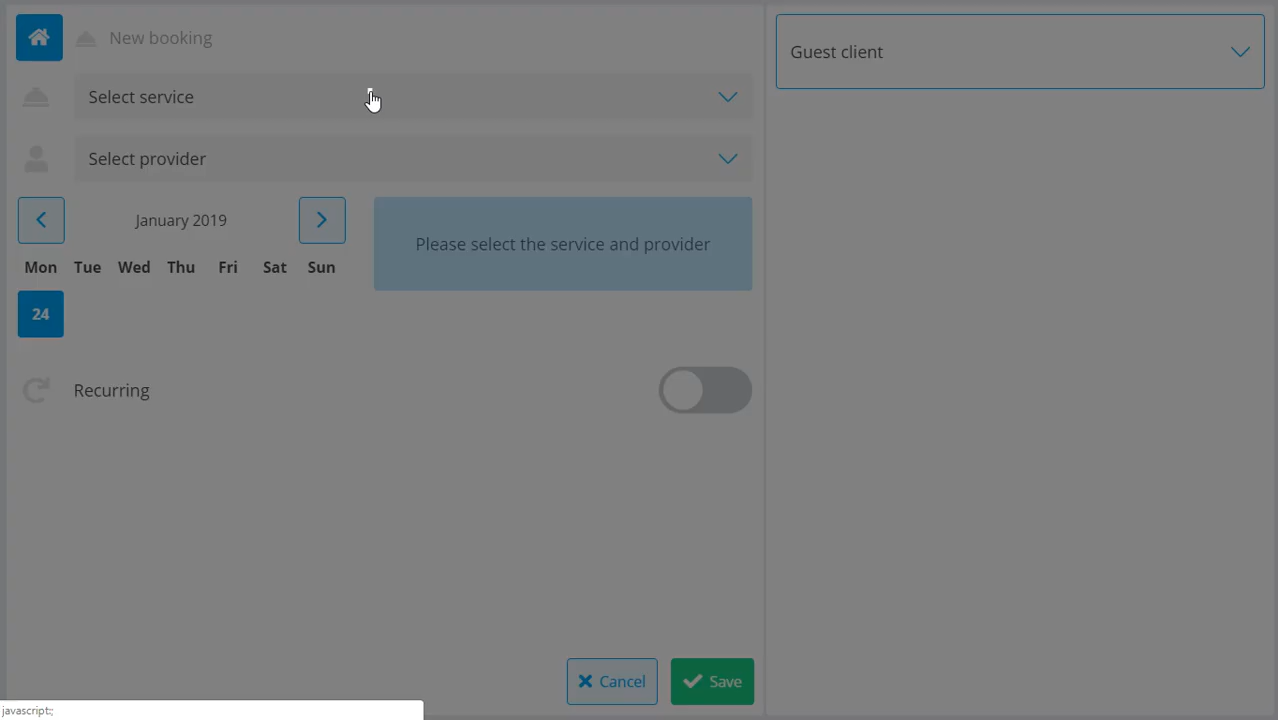 New booking
Guest client
Select service
Select provider
January 2019
Please select the service and provider
Mon Tue Wed Thu Fri Sat Sun
24
Recurring
Cancel
Save
javascript:;